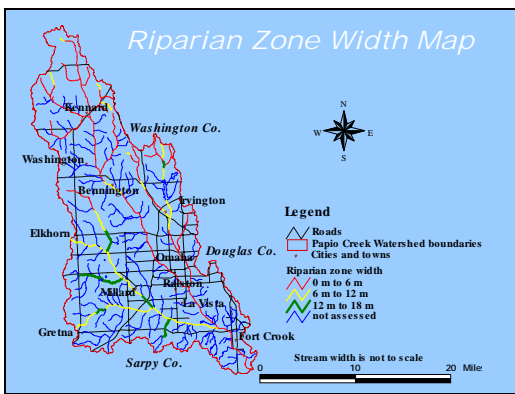 Riparian Zone Width Map
Kennard
Washington Co.
N
W E
S
Washington
Bennington
Irvington
Legend
Roads
Papio Creek Watershed boundaries
Cities and towns
Elkhorn
Douglas Co.
Omaha
Riparian zone width
0 m to 6 m
6 m to 12 m
12 m to 18 m
not assessed
Ralston
Millard
La Vista
Gretna
Fort Crook
Sarpy Co.
Stream width is not to scale
0 10 20 Miles